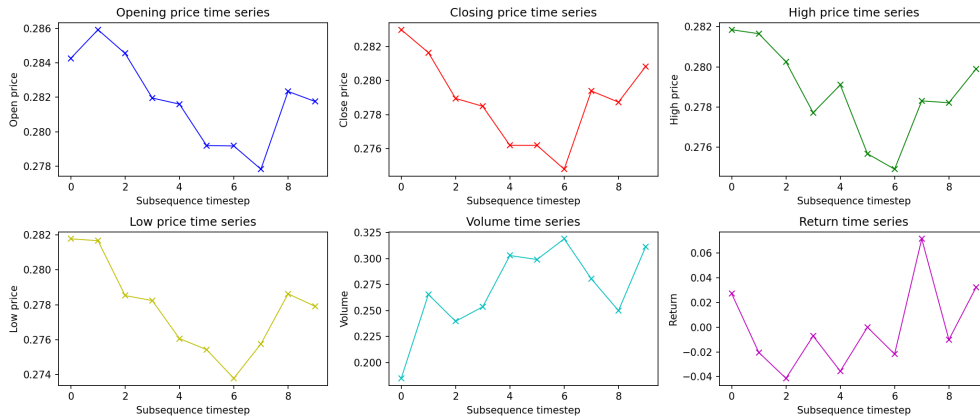 Opening price time series
Closing price time series
High price time series
0.286
0.284
0.282
0.280
0.278
Open price
0 2 4 6 8
Subsequence timestep
0.282
0.280
0.278
0.276
Close price
0 2 4 6 8
Subsequence timestep
0.282
0.280
0.278
0.276
High price
0 2 4 6 8
Subsequence timestep
Low price time series
Volume time series
Return time series
0.282
0.280
0.278
0.276
0.274
Low price
0 2 4 6 8
Subsequence timestep
0.325
0.300
0.275
0.250
0.225
0.200
Volume
0 2 4 6 8
Subsequence timestep
0.06
0.04
0.02
0.00
−0.02
−0.04
Return
0 2 4 6 8
Subsequence timestep